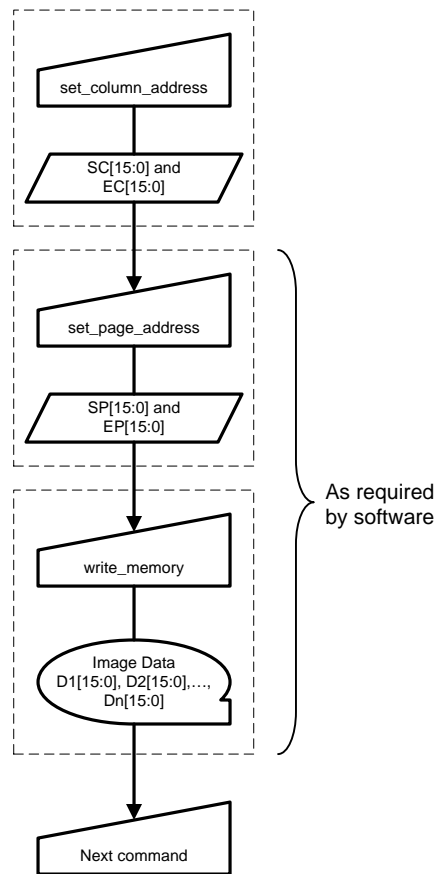 set_column_address
SC[15:0] and
EC[15:0]
set_page_address
SP[15:0] and
EP[15:0]
As required
by software
write_memory
Image Data
D1[15:0], D2[15:0],…,
Dn[15:0]
Next command